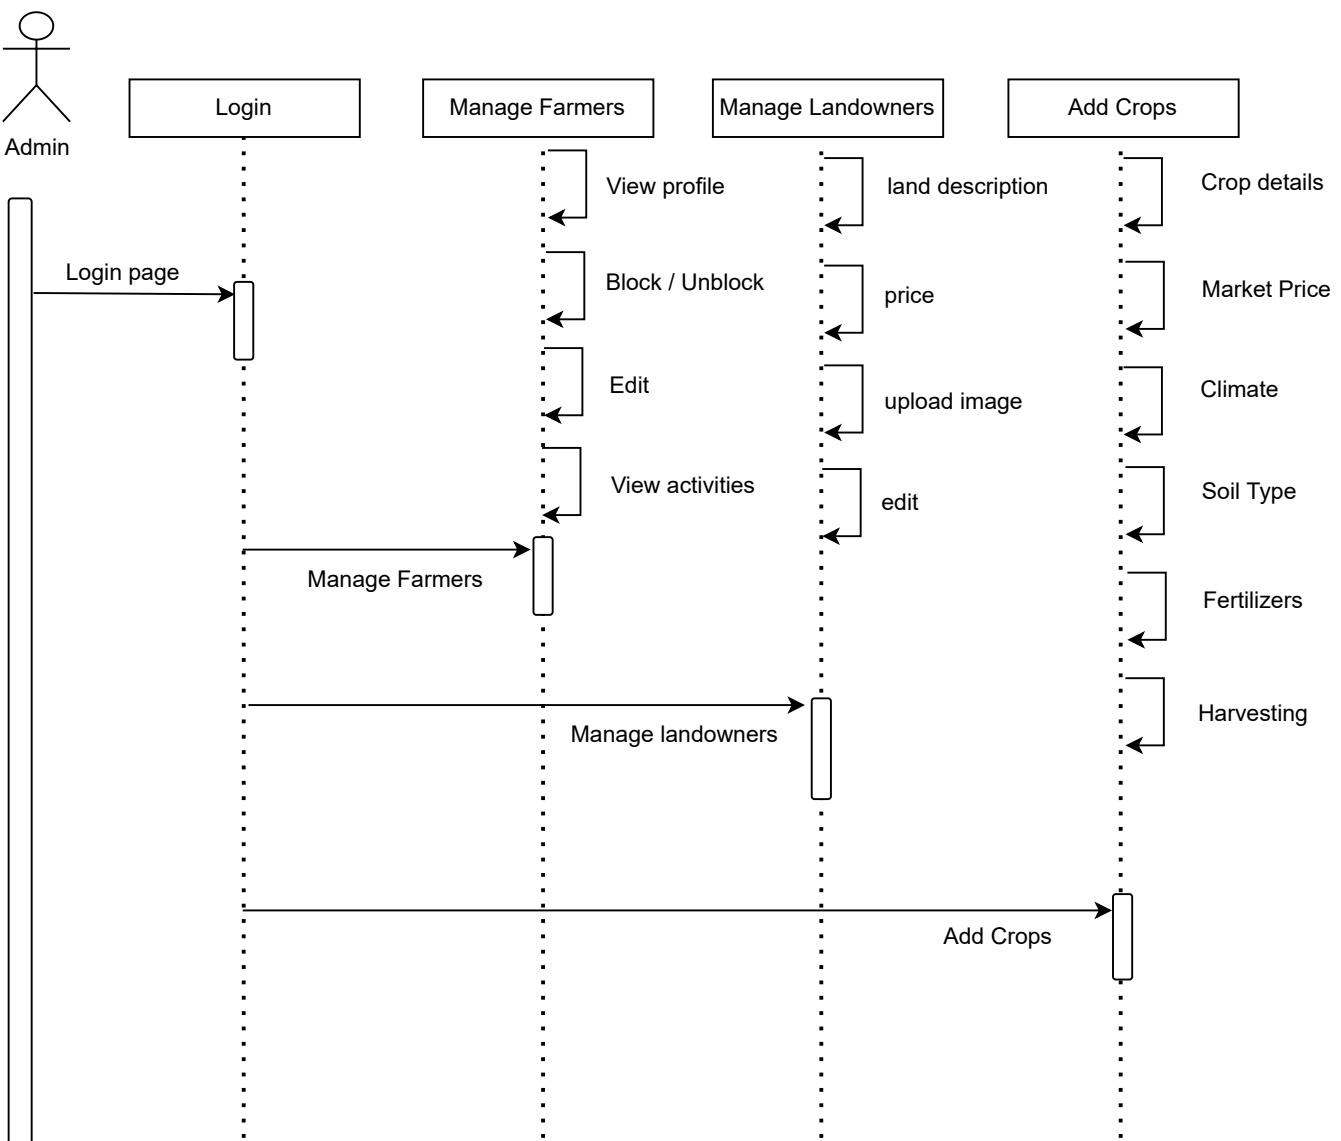 Admin
Login
Manage Farmers
Manage Landowners
Add Crops
View profile
land description
Crop details
Login page
Block / Unblock
price
Market Price
Edit
upload image
Climate
View activities
edit
Soil Type
Manage Farmers
Fertilizers
Manage landowners
Harvesting
Add Crops